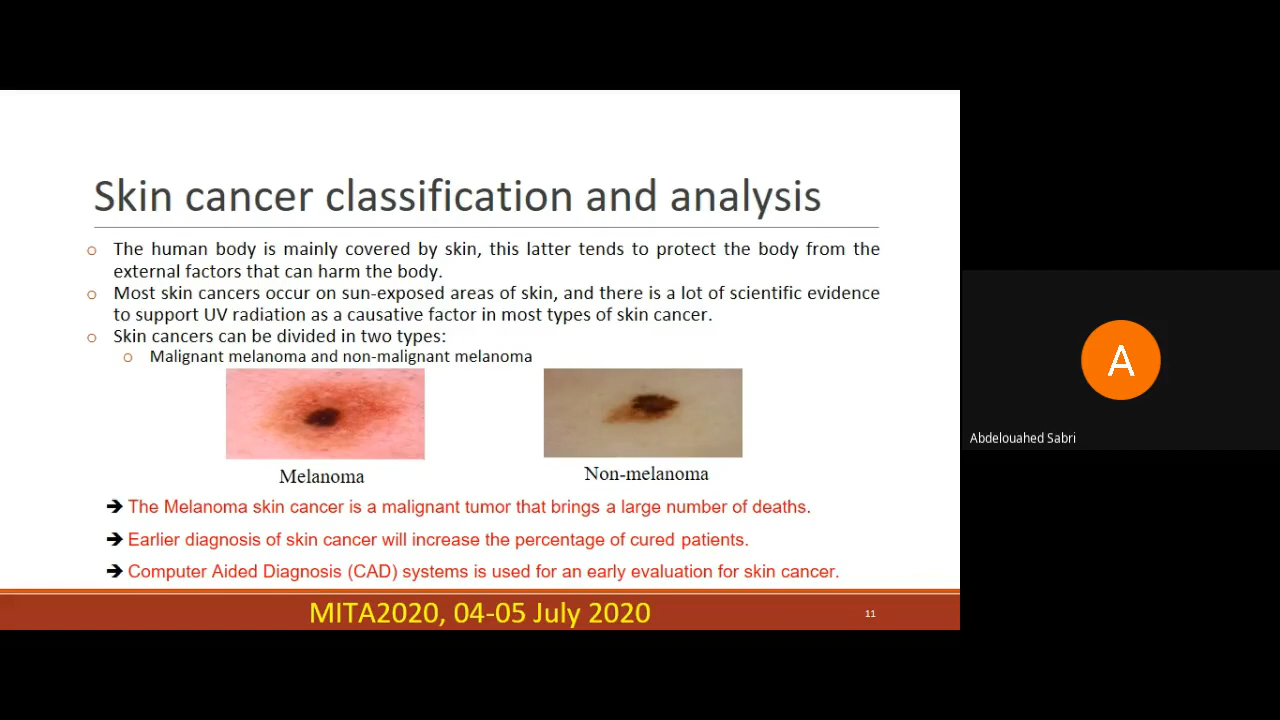 Skin cancer classification and analysis
○ The human body is mainly covered by skin, this latter tends to protect the body from the
external factors that can harm the body.
○ Most skin cancers occur on sun-exposed areas of skin, and there is a lot of scientific evidence
to support UV radiation as a causative factor in most types of skin cancer.
○ Skin cancers can be divided in two types:
○ Malignant melanoma and non-malignant melanoma
Melanoma
Non-melanoma
➔ The Melanoma skin cancer is a malignant tumor that brings a large number of deaths.
➔ Earlier diagnosis of skin cancer will increase the percentage of cured patients.
➔ Computer Aided Diagnosis (CAD) systems is used for an early evaluation for skin cancer.
MITA2020, 04-05 July 2020
11
A
Abdelouahed Sabri